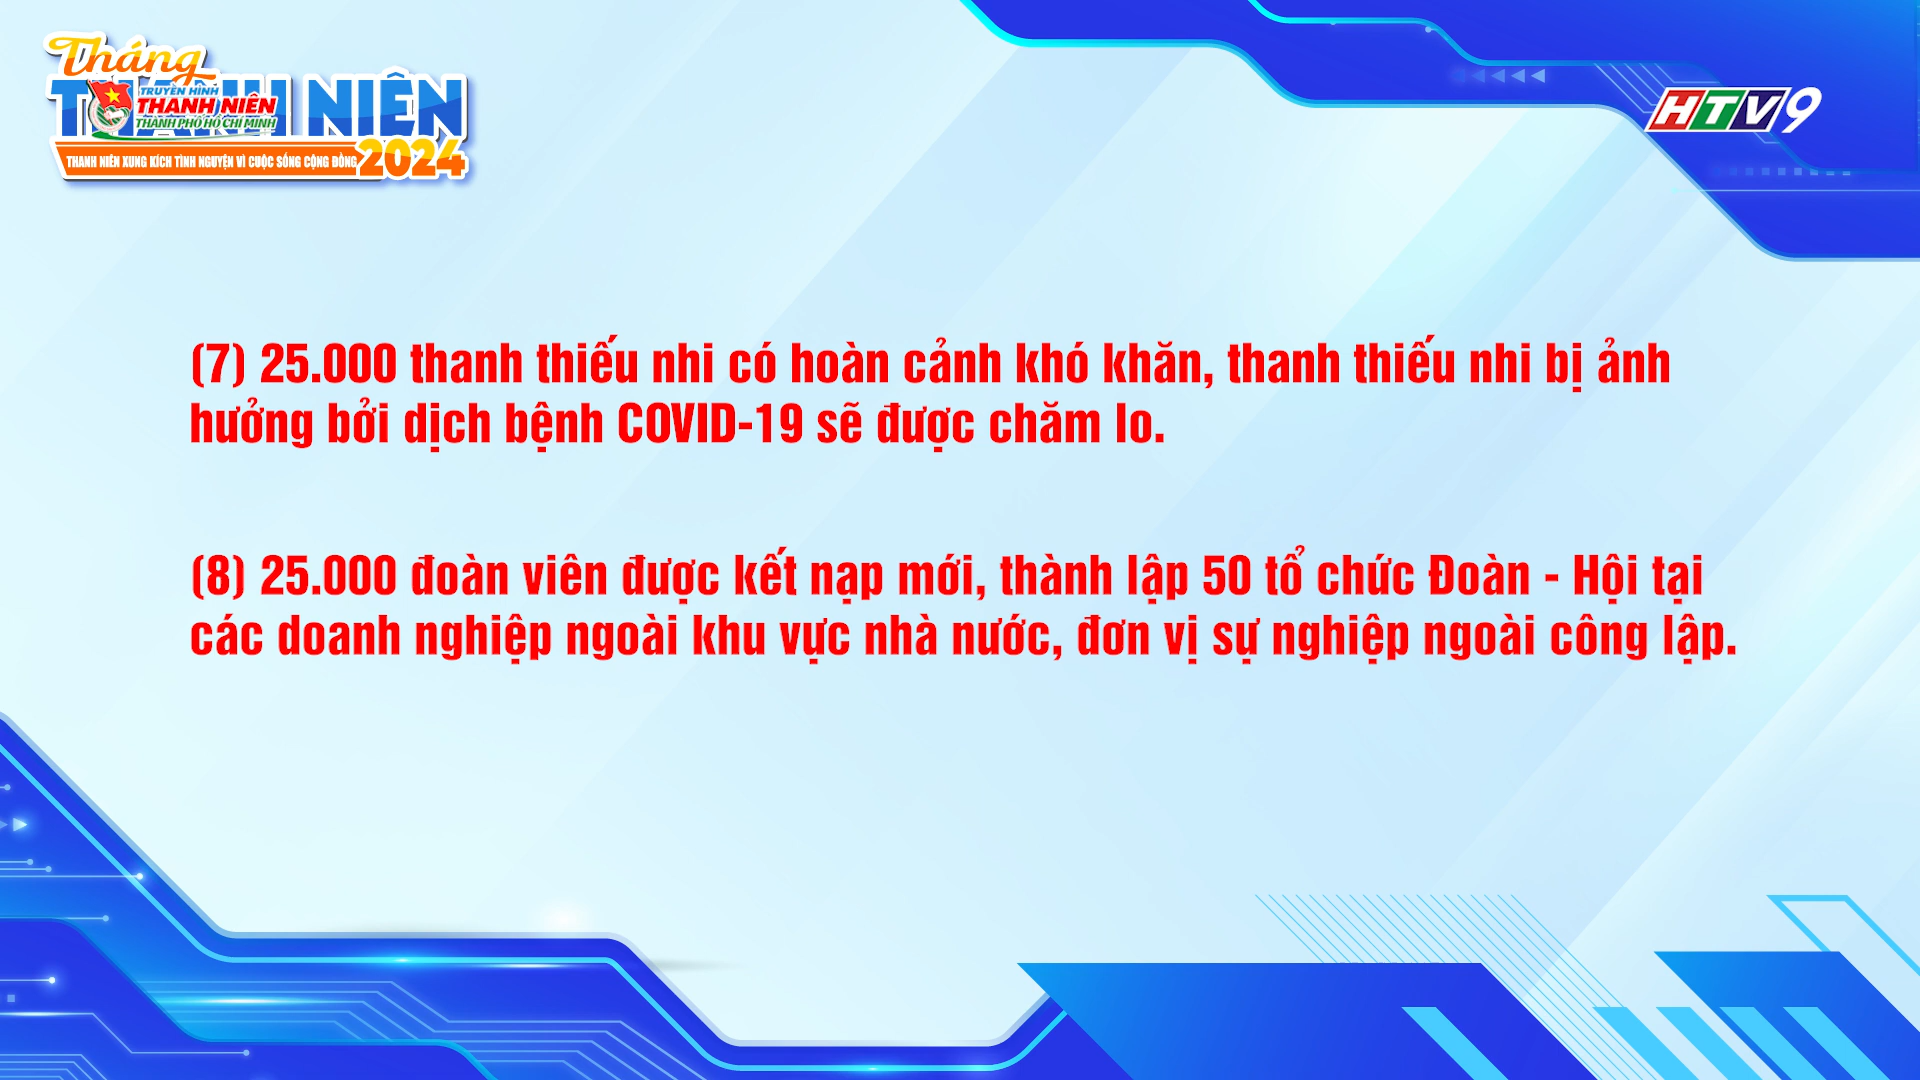 Tháng
THANH NIÊN
TRUYỀN HÌNH
THANH NIÊN
THÀNH PHỐ HỒ CHÍ MINH
THANH NIÊN XUNG KÍCH TÌNH NGUYỆN VÌ CUỘC SỐNG CỘNG ĐỒNG
2024
HTV9
(7) 25.000 thanh thiếu nhi có hoàn cảnh khó khăn, thanh thiếu nhi bị ảnh
hưởng bởi dịch bệnh COVID-19 sẽ được chăm lo.
(8) 25.000 đoàn viên được kết nạp mới, thành lập 50 tổ chức Đoàn - Hội tại
các doanh nghiệp ngoài khu vực nhà nước, đơn vị sự nghiệp ngoài công lập.